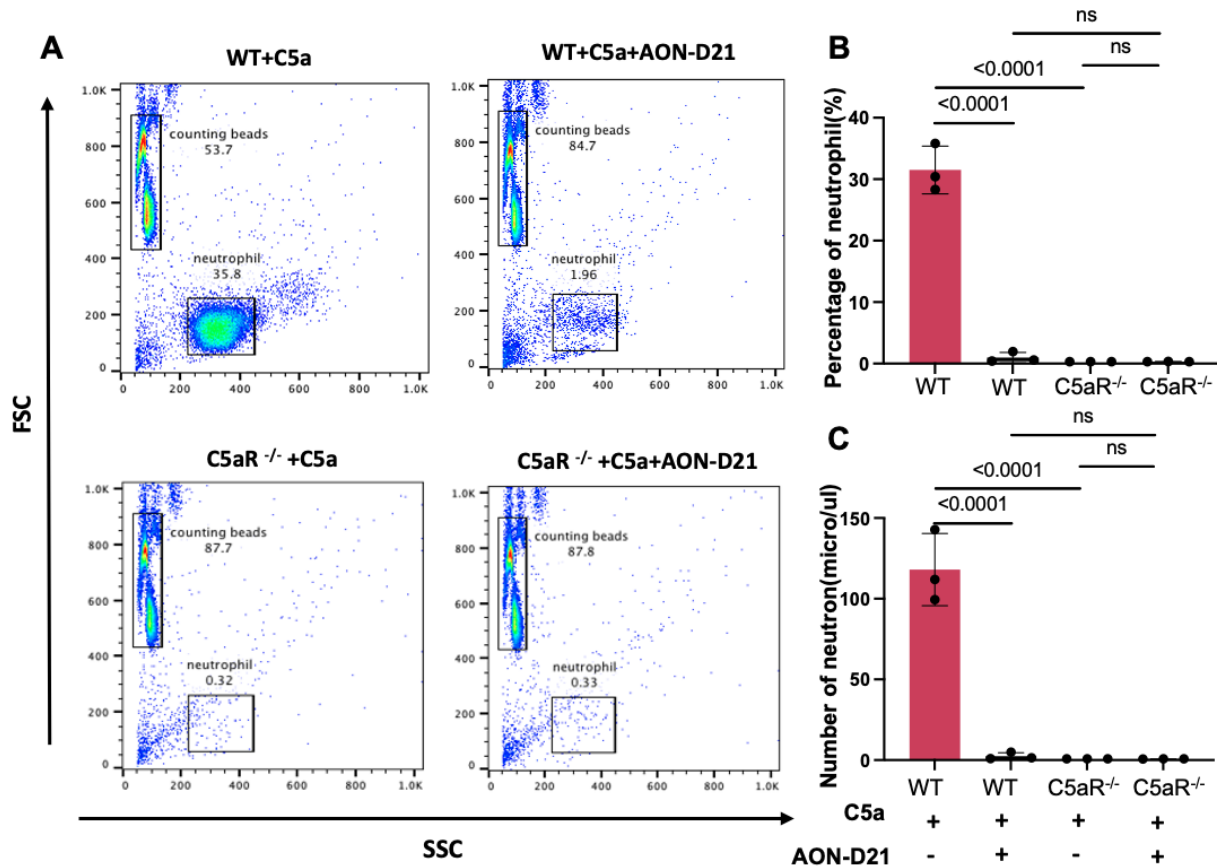 A
WT+C5a
1.0K
800
600
400
200
0
counting beads
53.7
neutrophil
35.8
0 200 400 600 800 1.0K
WT+C5a+AON-D21
1.0K
800
600
400
200
0
counting beads
84.7
neutrophil
1.96
0 200 400 600 800 1.0K
C5aR -/- +C5a
1.0K
800
600
400
200
0
counting beads
87.7
neutrophil
0.32
0 200 400 600 800 1.0K
C5aR -/- +C5a+AON-D21
1.0K
800
600
400
200
0
counting beads
87.8
neutrophil
0.33
0 200 400 600 800 1.0K
FSC
SSC
B
ns
ns
<0.0001
<0.0001
Percentage of neutrophil(%)
40
30
20
10
0
WT WT C5aR-/- C5aR-/-
C
ns
ns
<0.0001
<0.0001
Number of neutron(micro/ul)
150
100
50
0
WT WT C5aR-/- C5aR-/-
C5a + + + +
AON-D21 - + - +